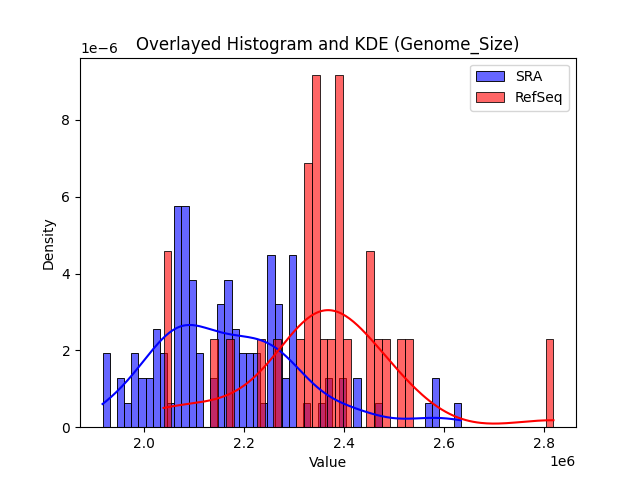 Overlayed Histogram and KDE (Genome_Size)
1e−6
SRA
RefSeq
8
6
4
2
0
Density
2.0 2.2 2.4 2.6 2.8
1e6
Value